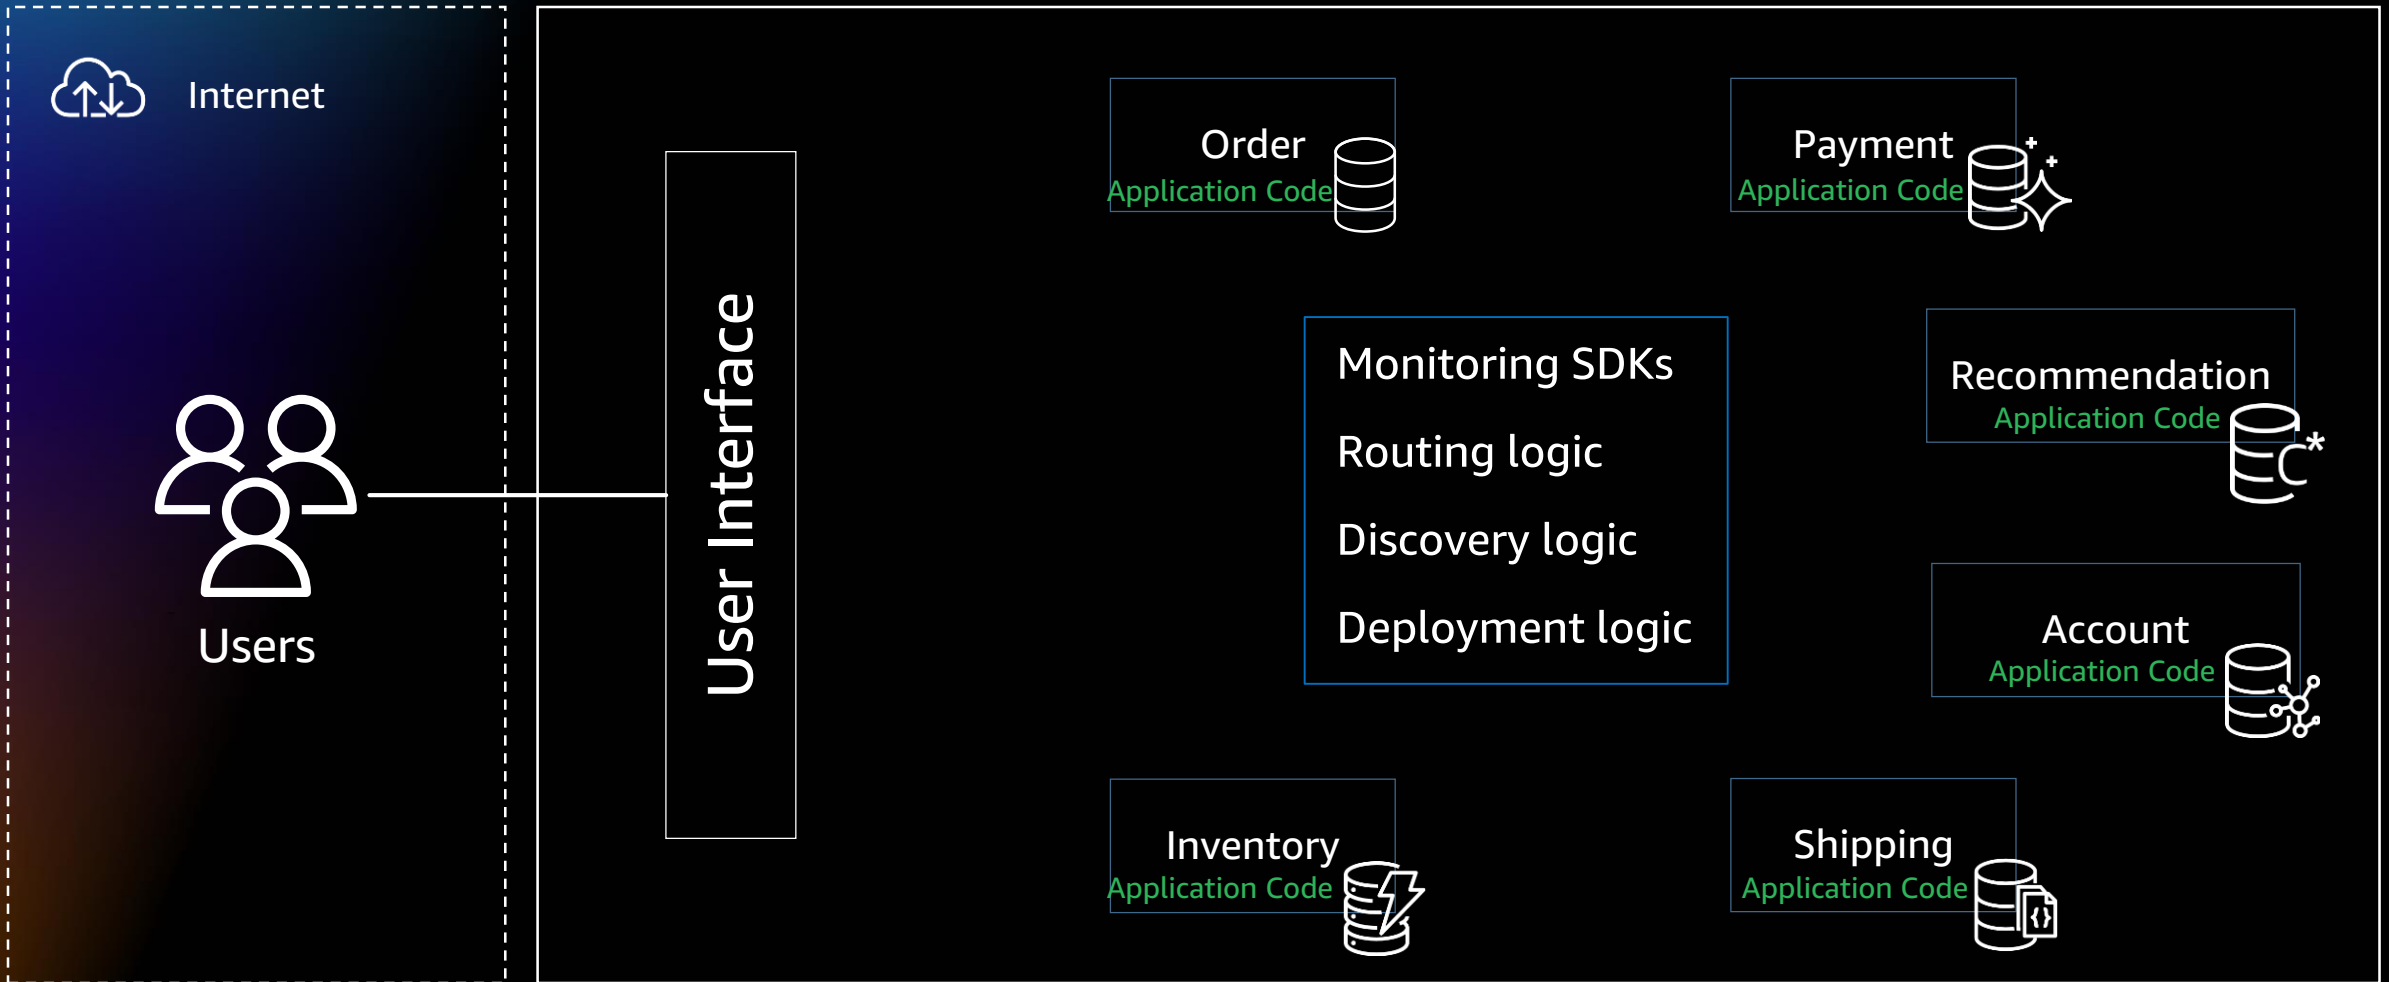 Internet
Users
User Interface
Order
Application Code
Payment
Application Code
Monitoring SDKs
Routing logic
Discovery logic
Deployment logic
Recommendation
Application Code
C*
Account
Application Code
Inventory
Application Code
Shipping
Application Code
{}